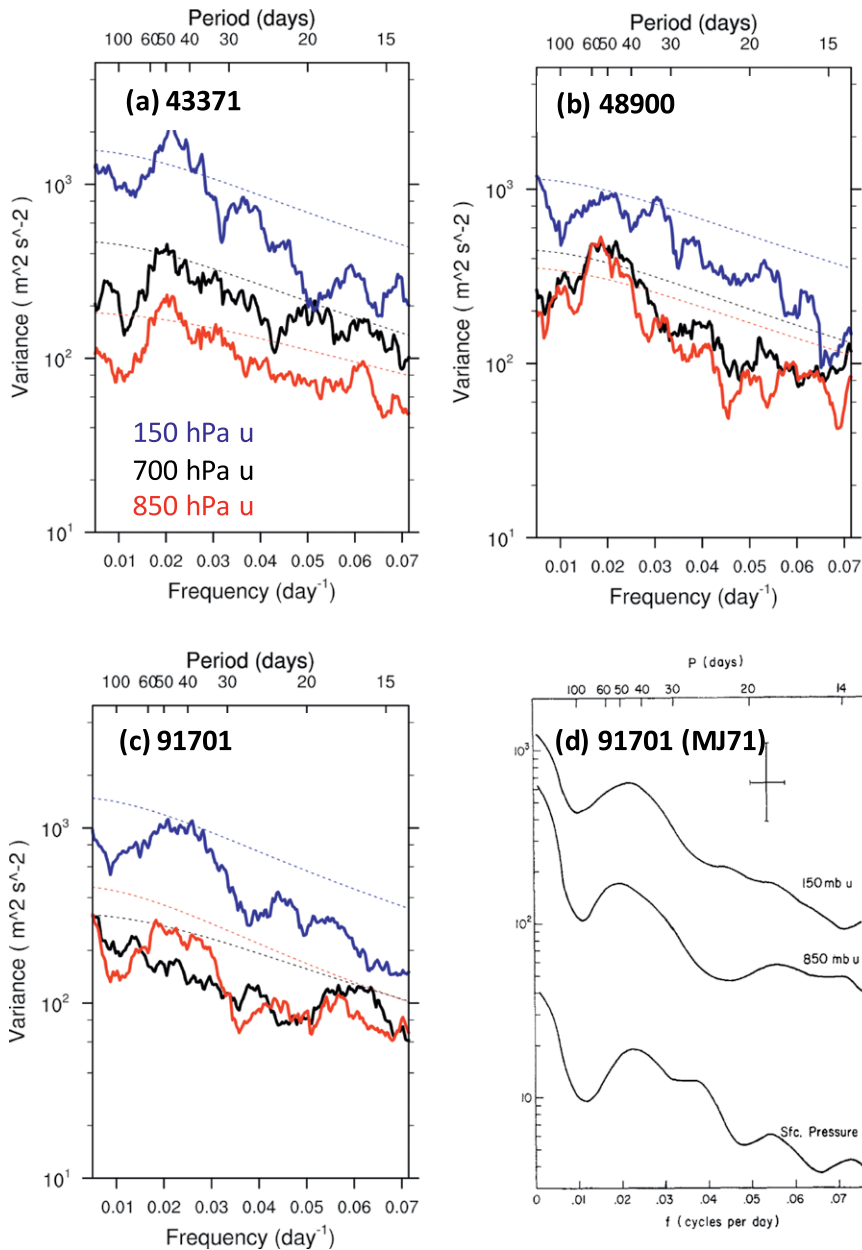 Period (days)
100 60 50 40 30 20 15
(a) 43371
10^3
10^2
10^1
Variance ( m^2 s^-2 )
150 hPa u
700 hPa u
850 hPa u
0.01 0.02 0.03 0.04 0.05 0.06 0.07
Frequency (day^-1)
Period (days)
100 60 50 40 30 20 15
(b) 48900
10^3
10^2
10^1
Variance ( m^2 s^-2 )
0.01 0.02 0.03 0.04 0.05 0.06 0.07
Frequency (day^-1)
Period (days)
100 60 50 40 30 20 15
(c) 91701
10^3
10^2
10^1
Variance ( m^2 s^-2 )
0.01 0.02 0.03 0.04 0.05 0.06 0.07
Frequency (day^-1)
P (days)
100 60 50 40 30 20 14
(d) 91701 (MJ71)
10^3
150 mb u
10^2
850 mb u
10
Sfc. Pressure
0 .01 .02 .03 .04 .05 .06 .07
f (cycles per day)